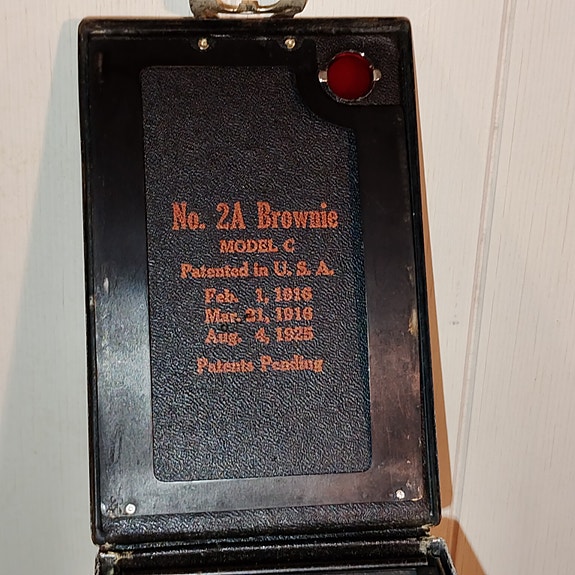 No. 2A Brownie
MODEL C
Patented in U. S. A.
Feb. 1, 1916
Mar. 21, 1916
Aug. 4, 1925
Patents Pending